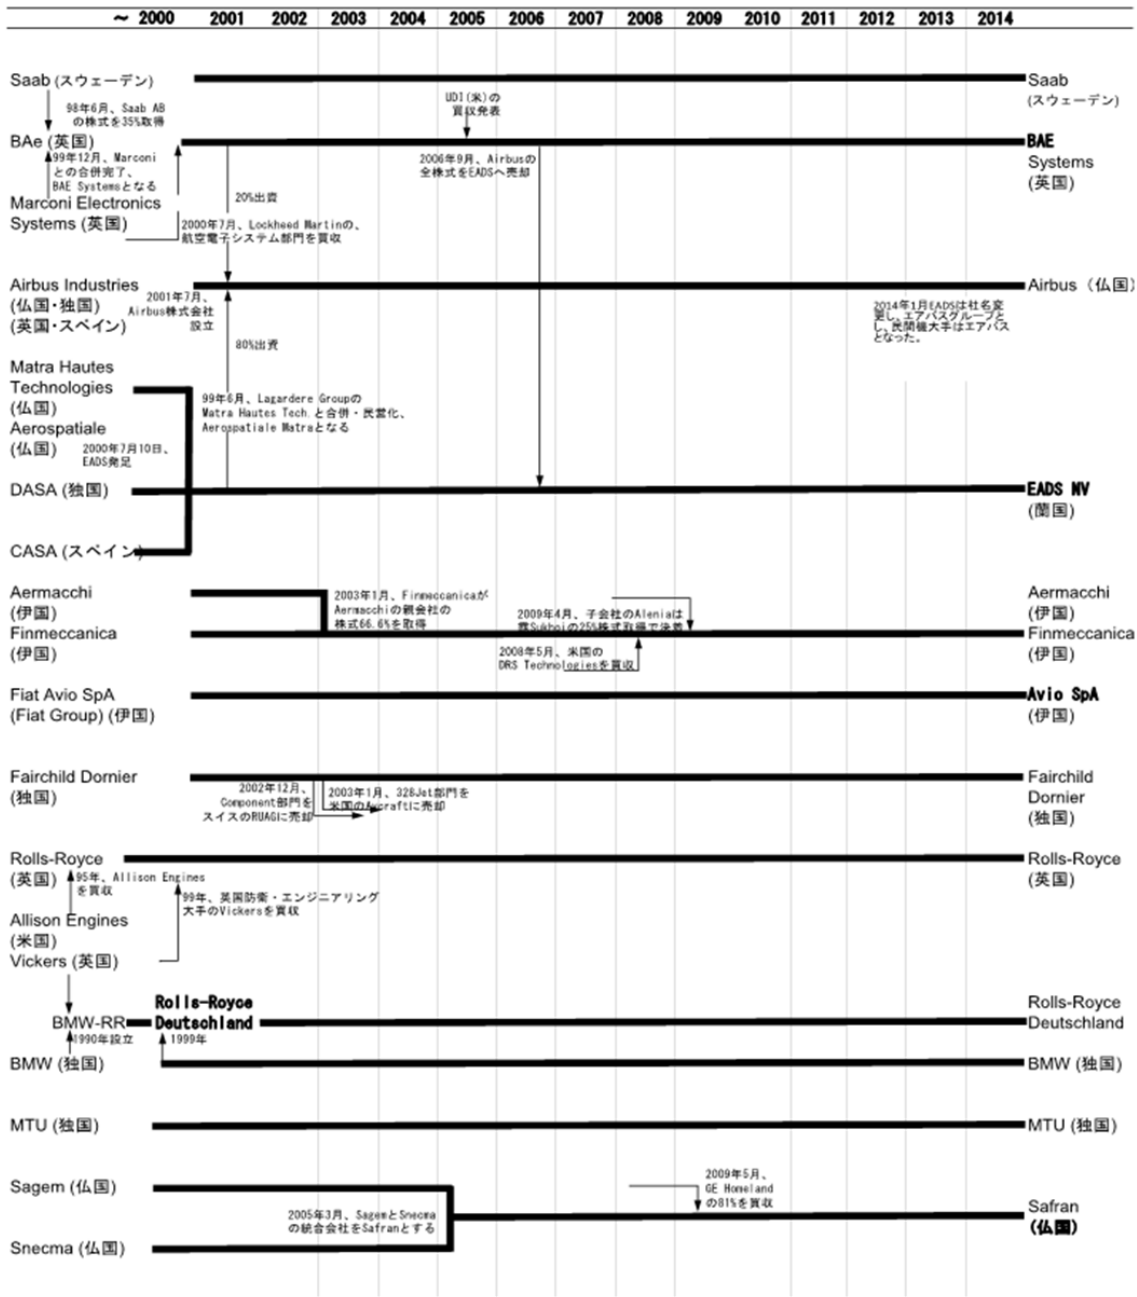 ～ 2000 2001 2002 2003 2004 2005 2006 2007 2008 2009 2010 2011 2012 2013 2014
Saab (スウェーデン)
Saab
(スウェーデン)
98年6月、Saab AB
の株式を35%取得
UDI(米)の
買収発表
BAe (英国)
BAE
Systems
(英国)
99年12月、Marconi
との合併完了、
BAE Systemsとなる
2006年9月、Airbusの
全株式をEADSへ売却
Marconi Electronics
Systems (英国)
20%出資
2000年7月、Lockheed Martinの、
航空電子システム部門を買収
Airbus Industries
(仏国・独国)
(英国・スペイン)
Airbus（仏国）
2001年7月、
Airbus株式会社
設立
2014年1月EADSは社名変
更し、エアバスグループと
し、民間機大手はエアバス
となった。
80%出資
Matra Hautes
Technologies
(仏国)
Aerospatiale
(仏国)
99年6月、Lagardere Groupの
Matra Hautes Tech.と合併・民営化、
Aerospatiale Matraとなる
2000年7月10日、
EADS発足
DASA (独国)
EADS NV
(蘭国)
CASA (スペイン)
Aermacchi
(伊国)
Aermacchi
(伊国)
2003年1月、Finmeccanicaが
Aermacchiの親会社の
株式66.6%を取得
2009年4月、子会社のAleniaは
露Sukhoiの25%株式取得で決着
Finmeccanica
(伊国)
Finmeccanica
(伊国)
2008年5月、米国の
DRS Technologiesを買収
Fiat Avio SpA
(Fiat Group) (伊国)
Avio SpA
(伊国)
Fairchild Dornier
(独国)
Fairchild
Dornier
(独国)
2002年12月、
Component部門を
スイスのRUAGに売却
2003年1月、328Jet部門を
米国のAvcraftに売却
Rolls-Royce
(英国)
Rolls-Royce
(英国)
95年、Allison Engines
を買収
99年、英国防衛・エンジニアリング
大手のVickersを買収
Allison Engines
(米国)
Vickers (英国)
BMW-RR
Rolls-Royce
Deutschland
Rolls-Royce
Deutschland
1990年設立
1999年
BMW (独国)
BMW (独国)
MTU (独国)
MTU (独国)
Sagem (仏国)
2009年5月、
GE Homeland
の81%を買収
2005年3月、SagemとSnecma
の統合会社をSafranとする
Safran
(仏国)
Snecma (仏国)